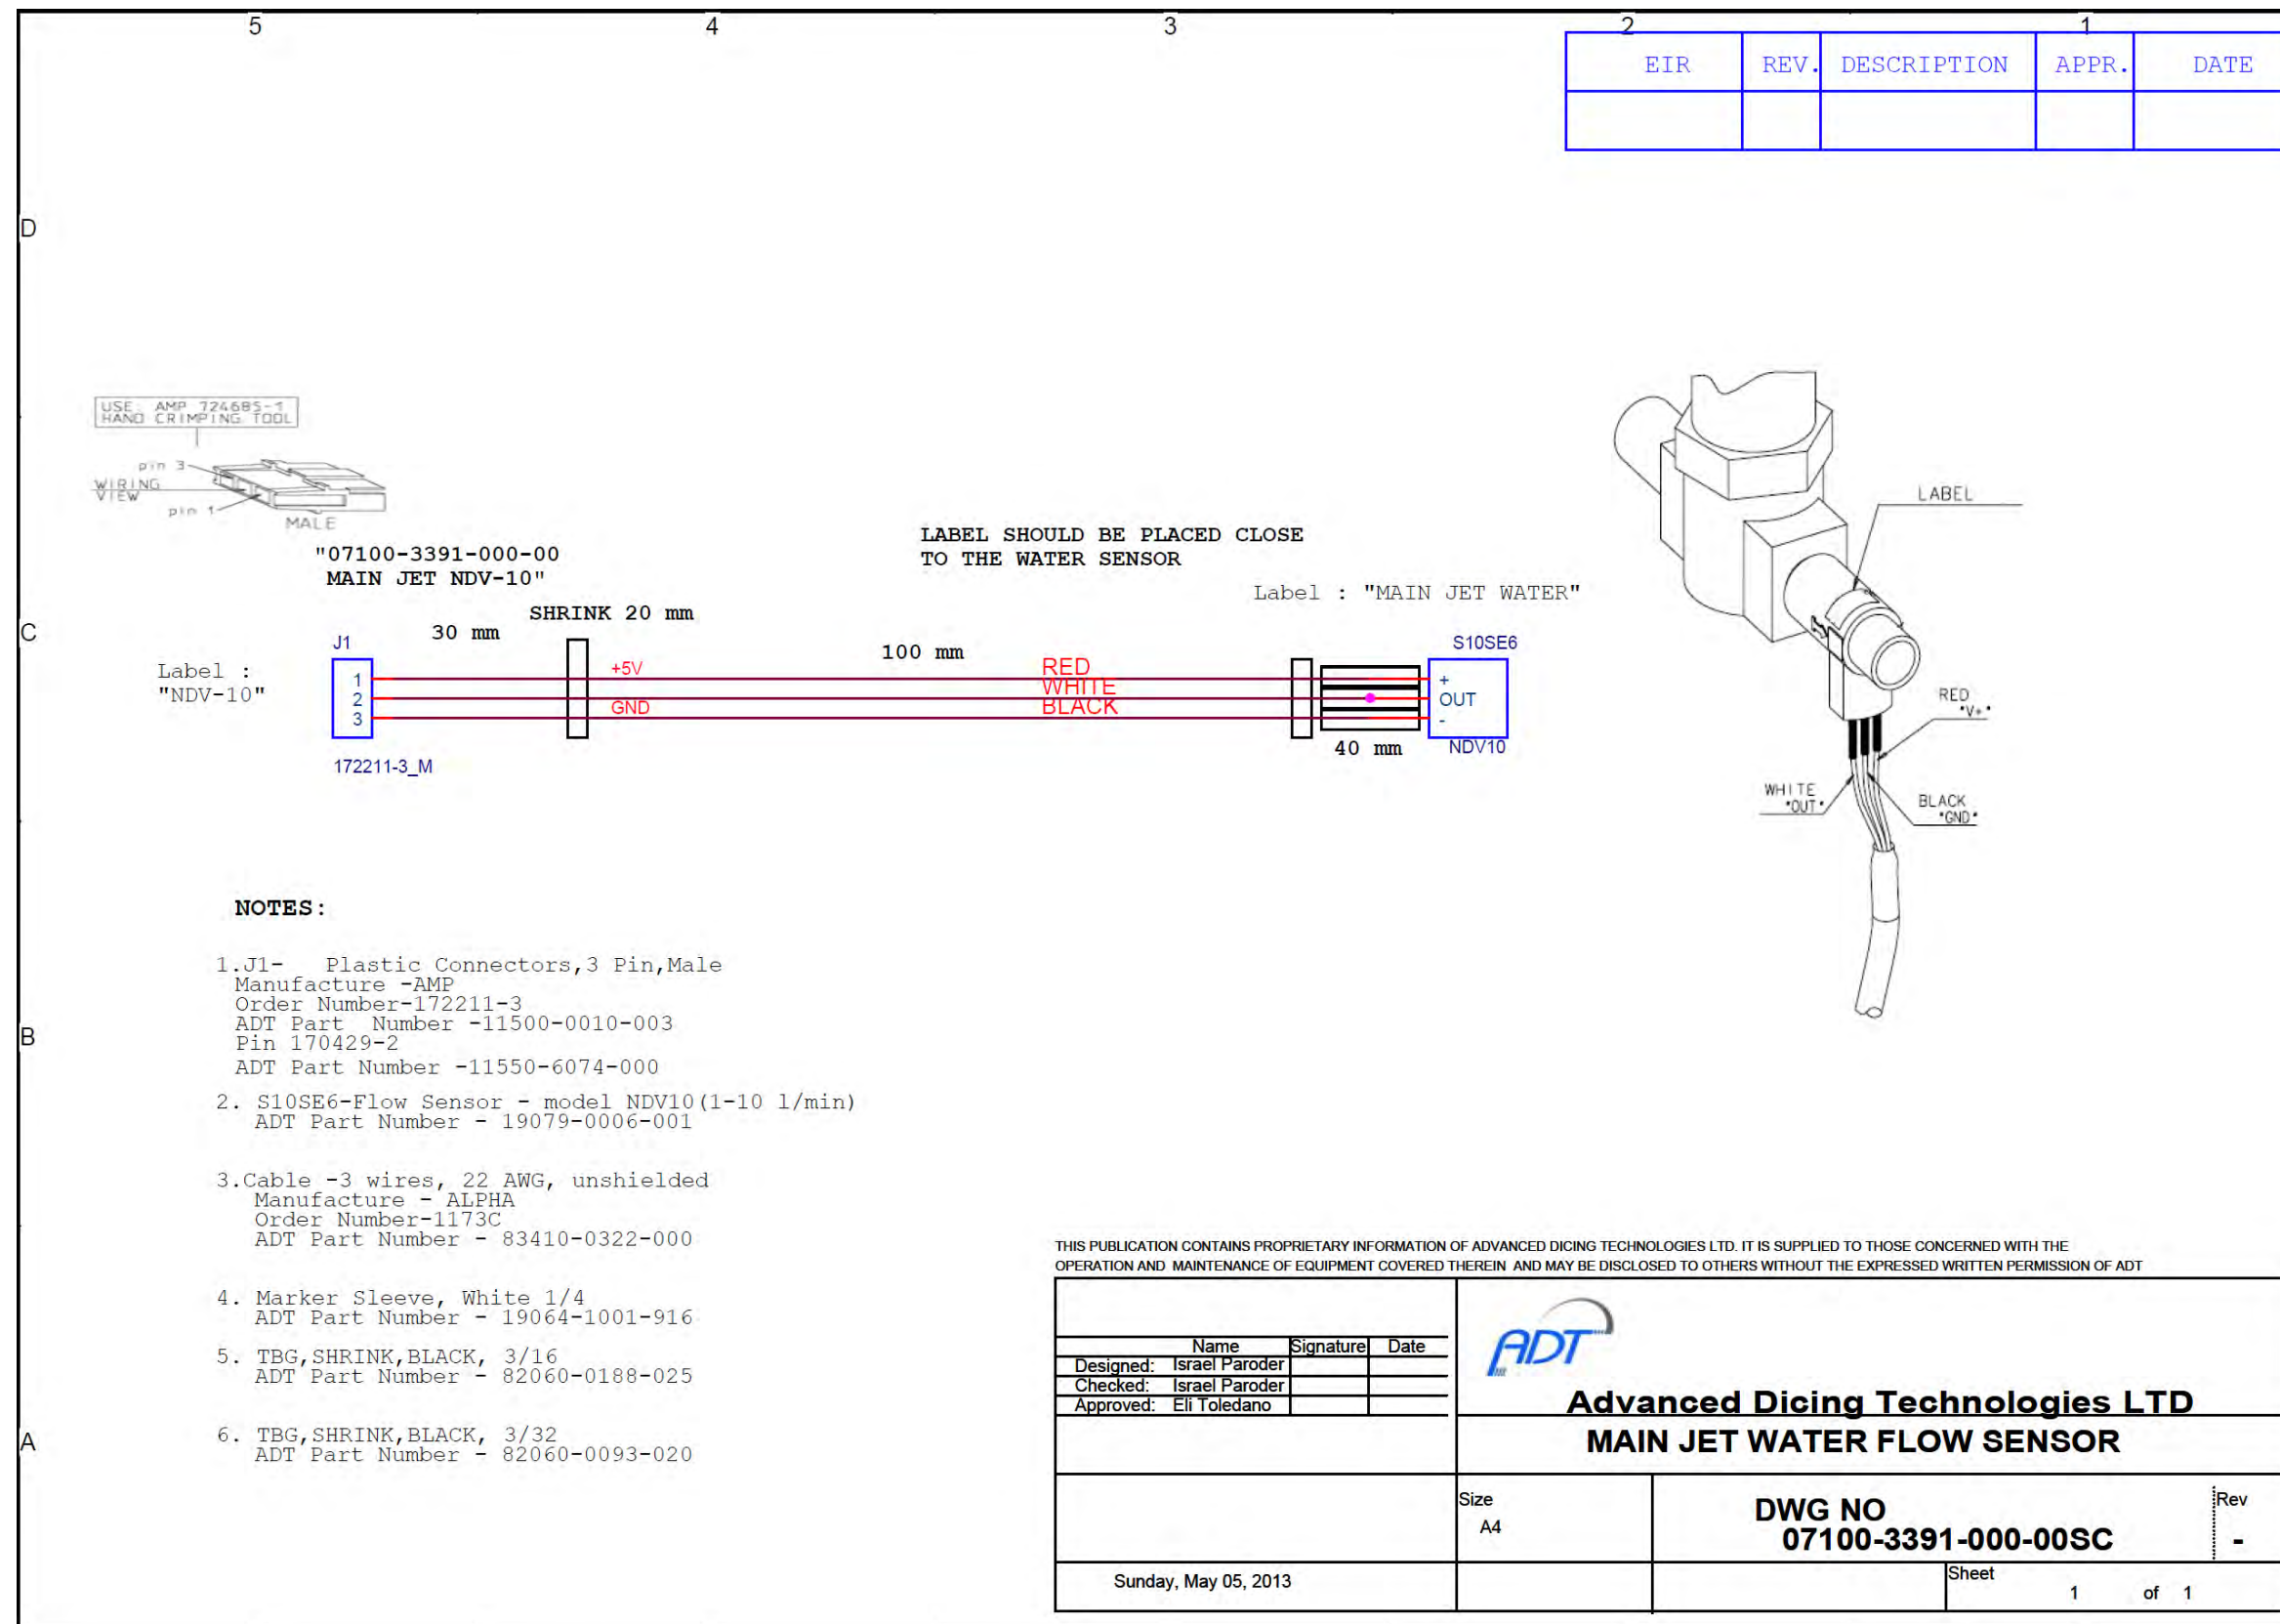 5 4 3 2 1
EIR REV. DESCRIPTION APPR. DATE
D
USE: AMP 724685-1
HAND CRIMPING TOOL
pin 3
WIRING
VIEW
pin 1
MALE
LABEL
"07100-3391-000-00
MAIN JET NDV-10"
LABEL SHOULD BE PLACED CLOSE
TO THE WATER SENSOR
Label : "MAIN JET WATER"
SHRINK 20 mm
C
30 mm
J1
100 mm
S10SE6
Label :
"NDV-10"
1
2
3
+5V
GND
RED
WHITE
BLACK
+
OUT
-
40 mm
NDV10
172211-3_M
RED
"V+"
WHITE
"OUT"
BLACK
"GND"
NOTES:
1.J1- Plastic Connectors,3 Pin,Male
Manufacture -AMP
Order Number-172211-3
ADT Part Number -11500-0010-003
B
Pin 170429-2
ADT Part Number -11550-6074-000
2. S10SE6-Flow Sensor - model NDV10(1-10 l/min)
ADT Part Number - 19079-0006-001
3.Cable -3 wires, 22 AWG, unshielded
Manufacture - ALPHA
Order Number-1173C
ADT Part Number - 83410-0322-000
4. Marker Sleeve, White 1/4
ADT Part Number - 19064-1001-916
5. TBG,SHRINK,BLACK, 3/16
ADT Part Number - 82060-0188-025
A
6. TBG,SHRINK,BLACK, 3/32
ADT Part Number - 82060-0093-020
THIS PUBLICATION CONTAINS PROPRIETARY INFORMATION OF ADVANCED DICING TECHNOLOGIES LTD. IT IS SUPPLIED TO THOSE CONCERNED WITH THE
OPERATION AND MAINTENANCE OF EQUIPMENT COVERED THEREIN AND MAY BE DISCLOSED TO OTHERS WITHOUT THE EXPRESSED WRITTEN PERMISSION OF ADT
Name Signature Date
Designed: Israel Paroder
Checked: Israel Paroder
Approved: Eli Toledano
ADT
Advanced Dicing Technologies LTD
MAIN JET WATER FLOW SENSOR
Size
A4
DWG NO
07100-3391-000-00SC
Rev
-
Sunday, May 05, 2013
Sheet
1 of 1